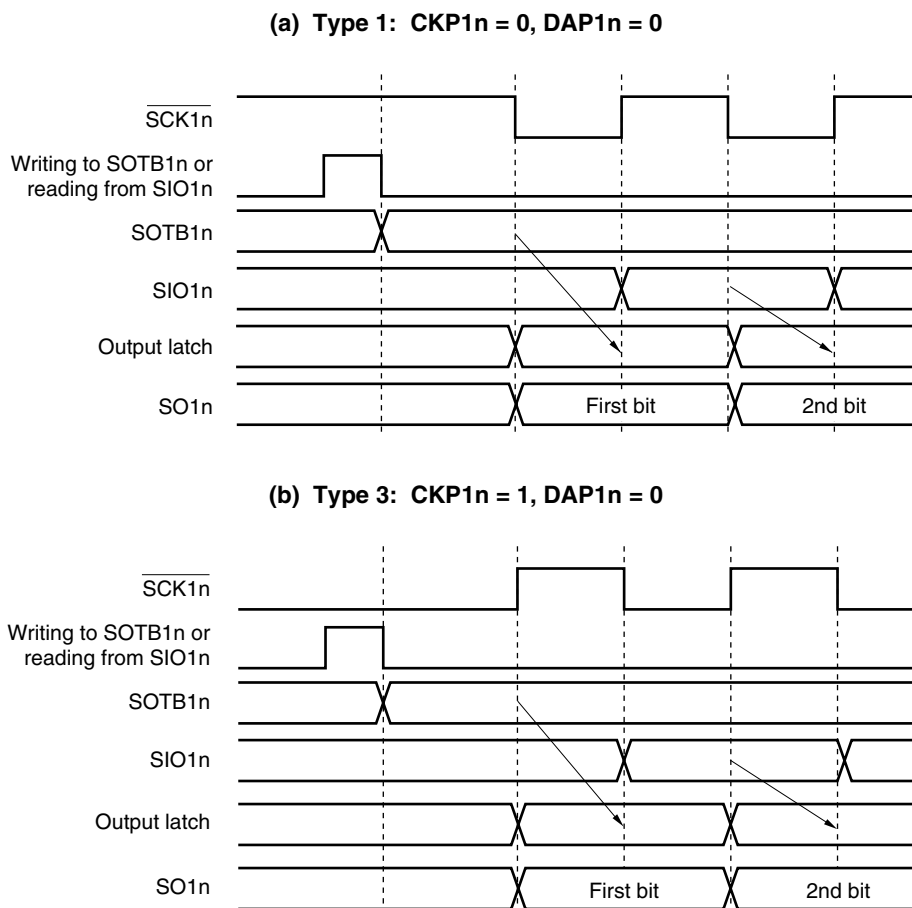 (a) Type 1: CKP1n = 0, DAP1n = 0
SCK1n
Writing to SOTB1n or
reading from SIO1n
SOTB1n
SIO1n
Output latch
SO1n
First bit
2nd bit
(b) Type 3: CKP1n = 1, DAP1n = 0
SCK1n
Writing to SOTB1n or
reading from SIO1n
SOTB1n
SIO1n
Output latch
SO1n
First bit
2nd bit